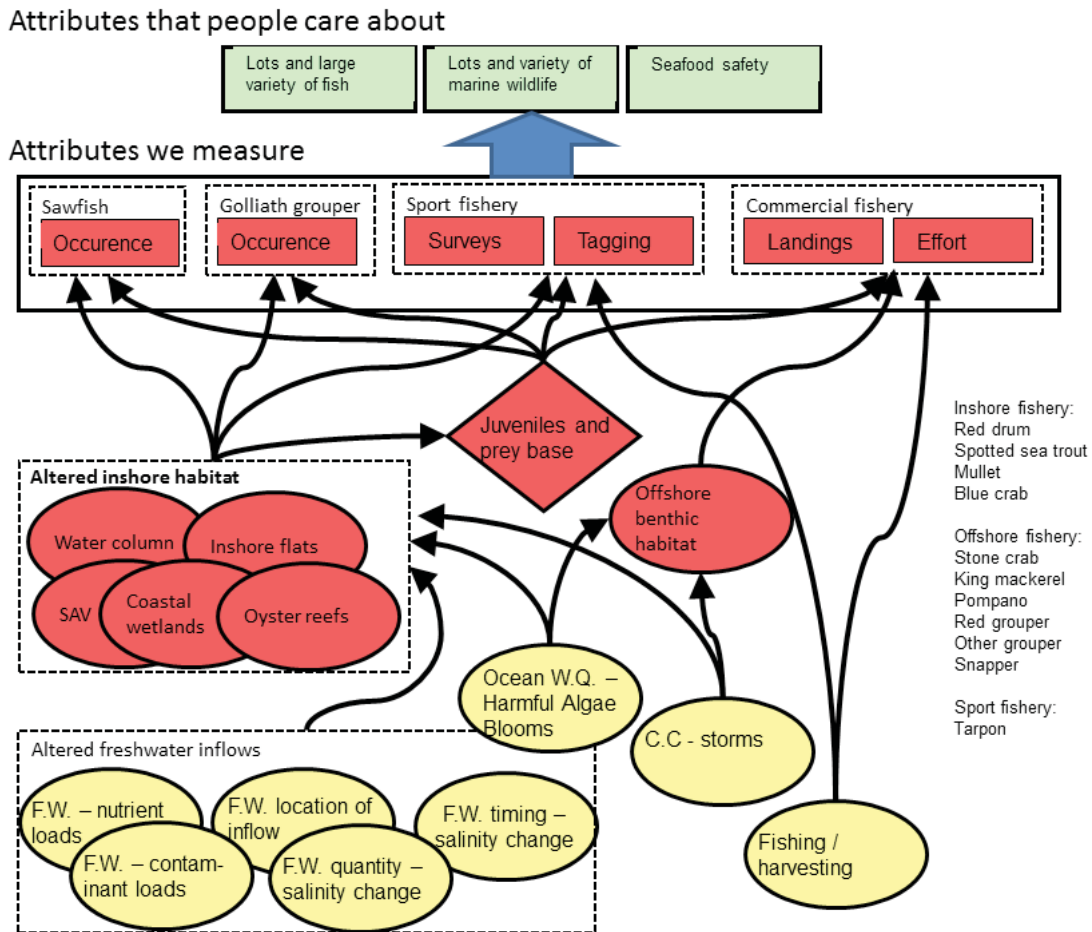 Attributes that people care about
Lots and large
variety of fish
Lots and variety of
marine wildlife
Seafood safety
Attributes we measure
Sawfish
Occurence
Golliath grouper
Occurence
Sport fishery
Surveys
Tagging
Commercial fishery
Landings
Effort
Juveniles and
prey base
Altered inshore habitat
Water column
Inshore flats
SAV
Coastal
wetlands
Oyster reefs
Offshore
benthic
habitat
Inshore fishery:
Red drum
Spotted sea trout
Mullet
Blue crab
Offshore fishery:
Stone crab
King mackerel
Pompano
Red grouper
Other grouper
Snapper
Sport fishery:
Tarpon
Ocean W.Q. –
Harmful Algae
Blooms
C.C - storms
Altered freshwater inflows
F.W. – nutrient
loads
F.W. location of
inflow
F.W. timing –
salinity change
F.W. – contam-
inant loads
F.W. quantity –
salinity change
Fishing /
harvesting